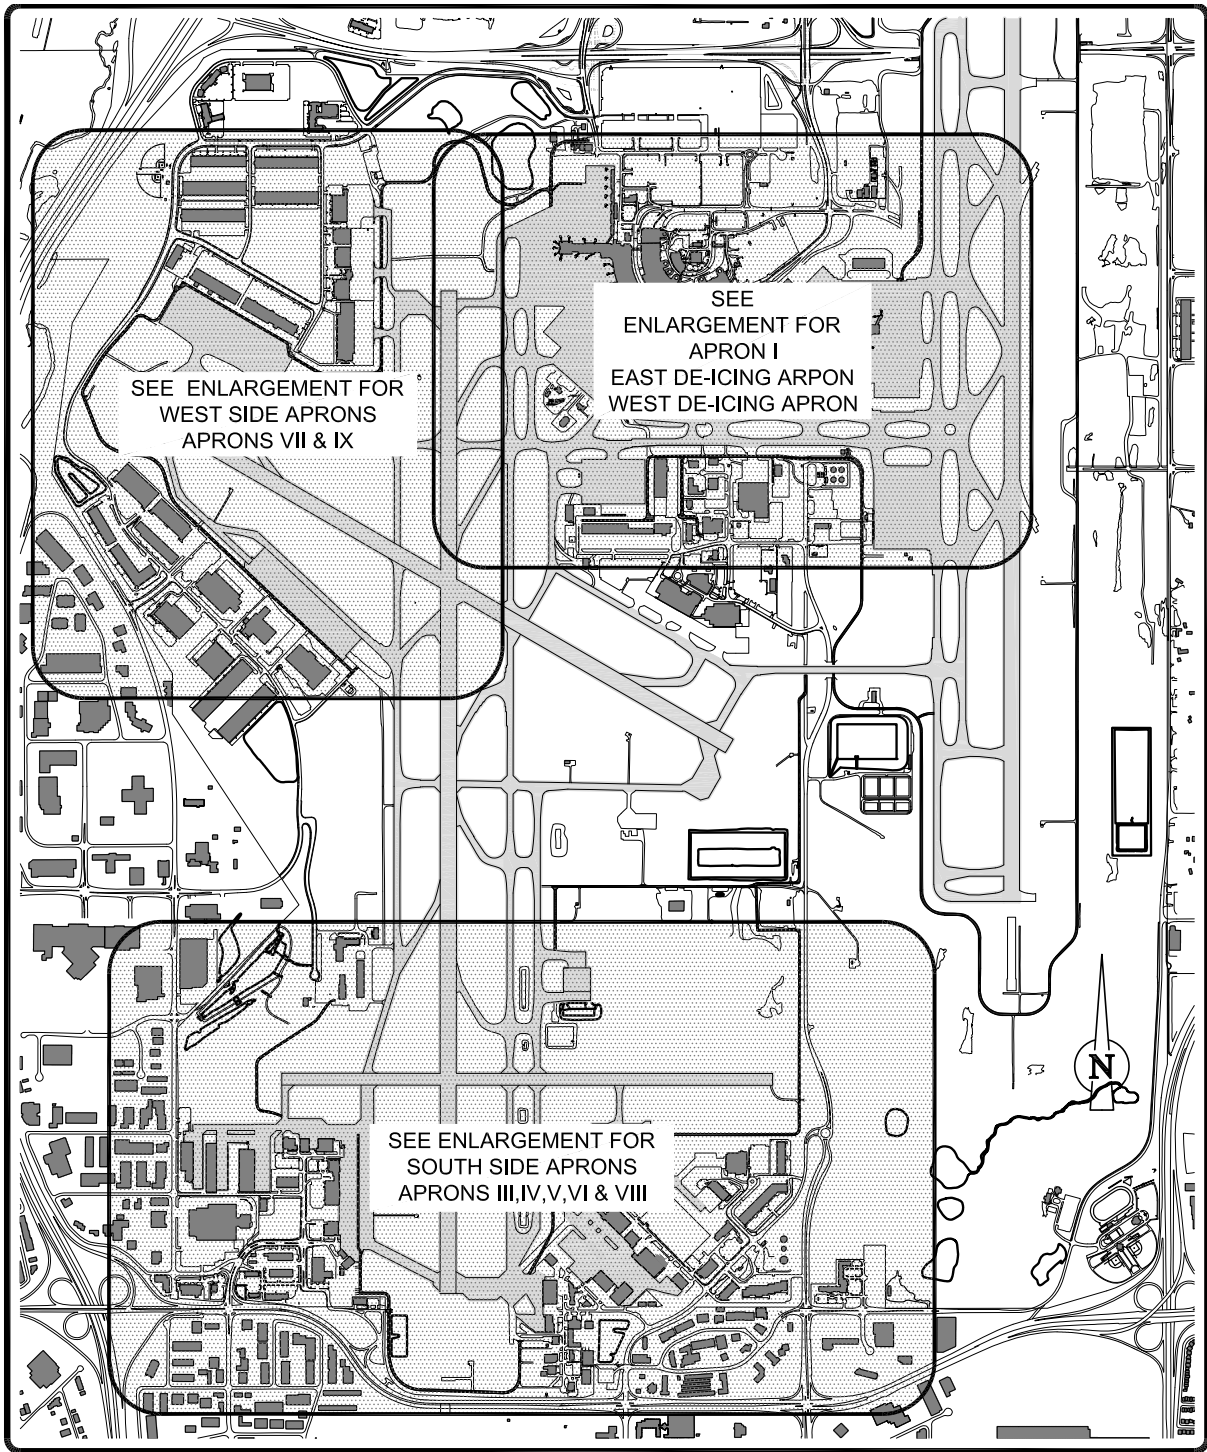 SEE
ENLARGEMENT FOR
APRON I
EAST DE-ICING ARPON
WEST DE-ICING APRON
SEE  ENLARGEMENT FOR
WEST SIDE APRONS
APRONS VII & IX
N
SEE ENLARGEMENT FOR
SOUTH SIDE APRONS
APRONS III,IV,V,VI & VIII